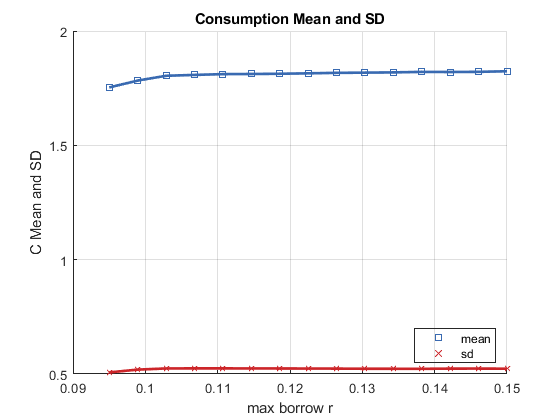 Consumption Mean and SD
2
1.5
1
0.5
C Mean and SD
0.09
0.1
0.11
0.12
0.13
0.14
0.15
max borrow r
mean
sd